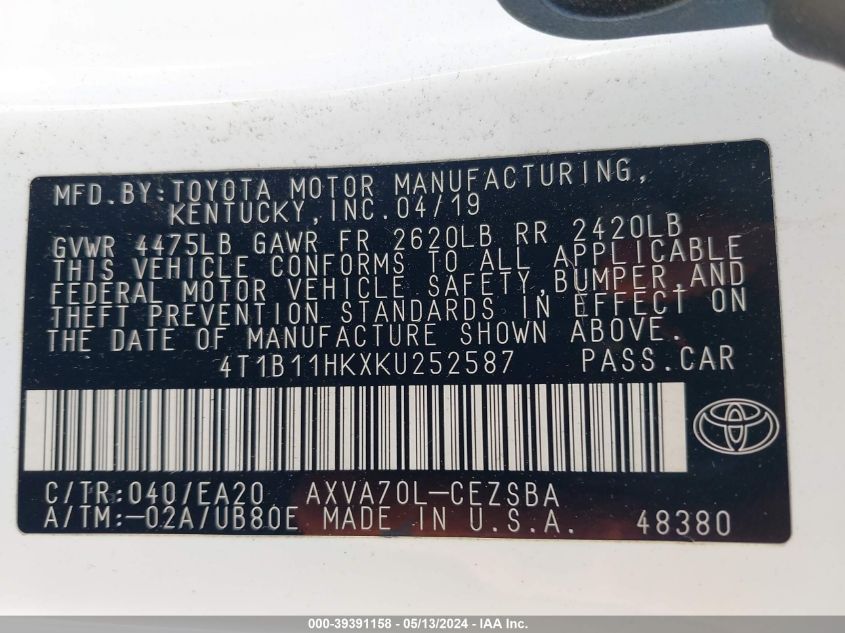 MFD.BY:TOYOTA MOTOR MANUFACTURING,
KENTUCKY,INC.04/19
GVWR 4475LB GAWR FR 2620LB RR 2420LB
THIS VEHICLE CONFORMS TO ALL APPLICABLE
FEDERAL MOTOR VEHICLE SAFETY,BUMPER,AND
THEFT PREVENTION STANDARDS IN EFFECT ON
THE DATE OF MANUFACTURE SHOWN ABOVE.
4T1B11HKXKU252587 PASS.CAR
C/TR:040/EA20 AXVA70L-CEZSBA
A/TM:-02A/UB80E MADE IN U.S.A. 48380
000-39391158 - 05/13/2024 - IAA Inc.